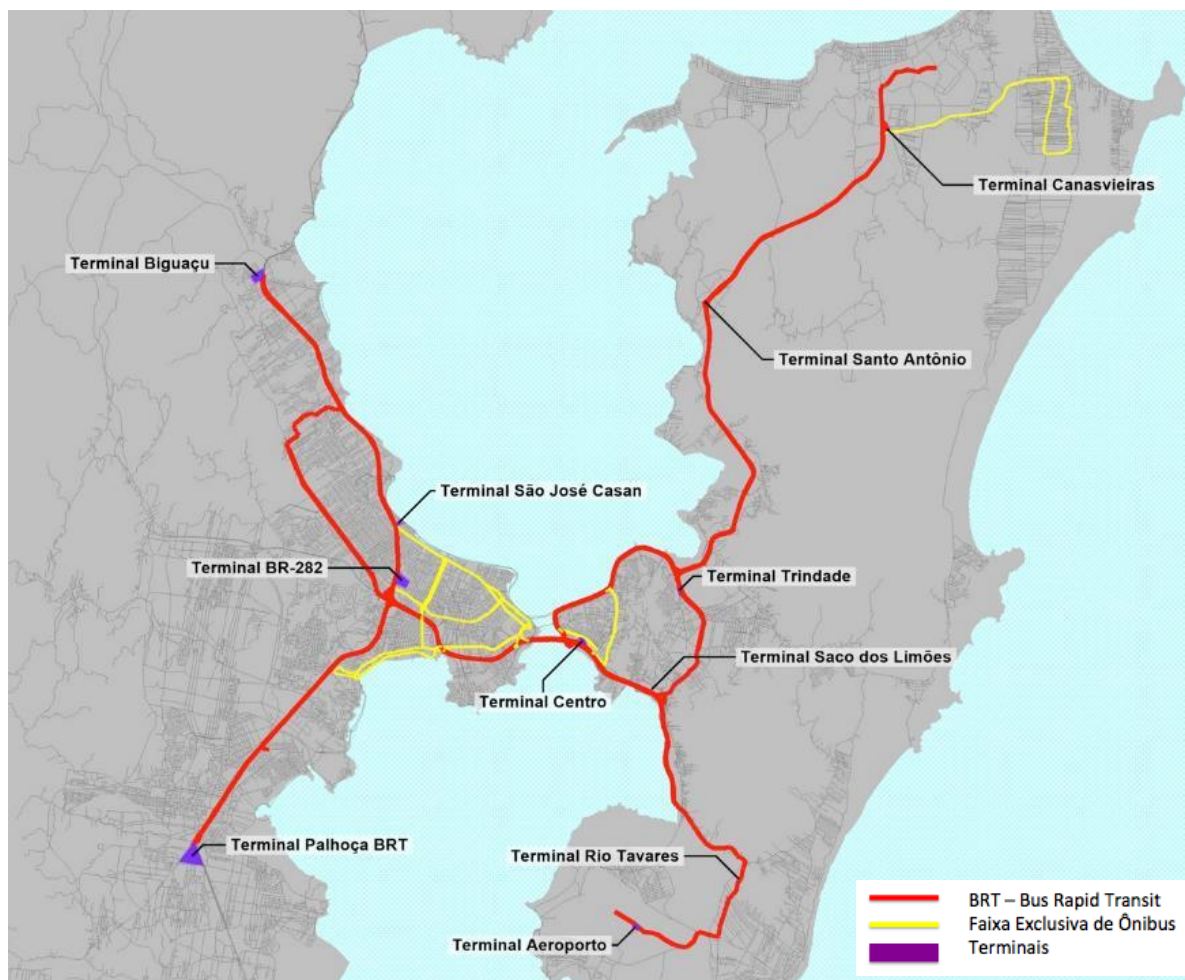 Terminal Canasvieiras
Terminal Biguaçu
Terminal Santo Antônio
Terminal São José Casan
Terminal BR-282
Terminal Trindade
Terminal Saco dos Limões
Terminal Centro
Terminal Palhoça BRT
Terminal Rio Tavares
Terminal Aeroporto
BRT – Bus Rapid Transit
Faixa Exclusiva de Ônibus
Terminais